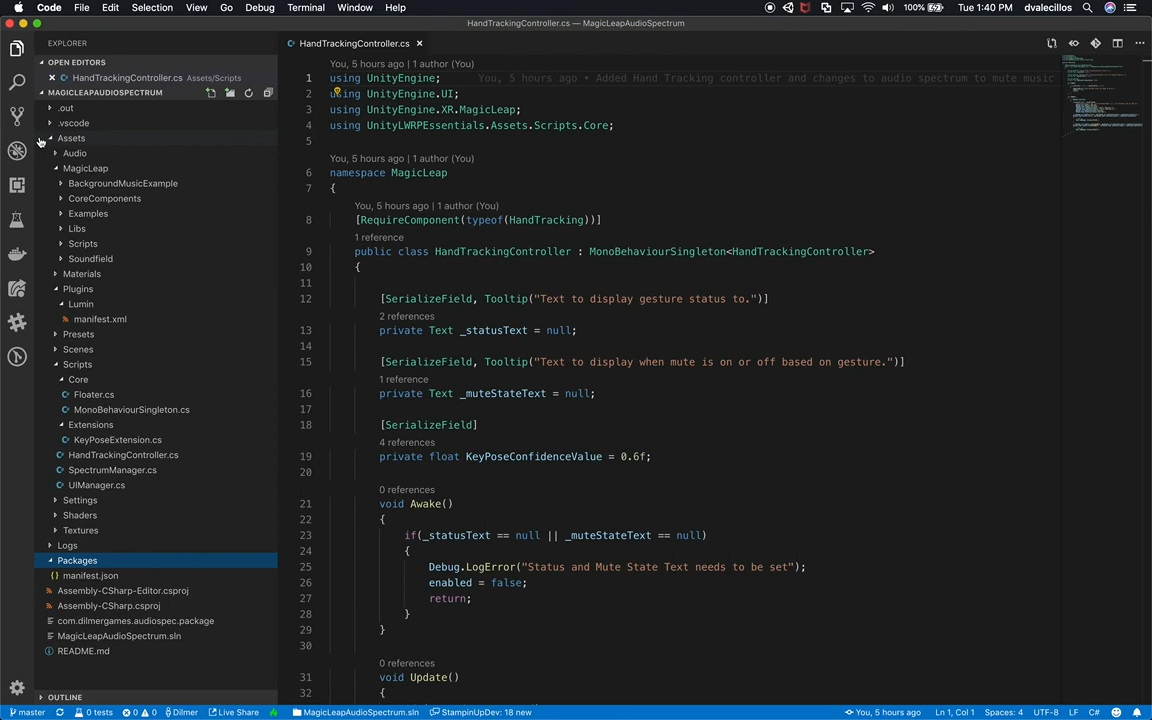 Code File Edit Selection View Go Debug Terminal Window Help 100% Tue 1:40 PM dvalecillos
HandTrackingController.cs — MagicLeapAudioSpectrum
EXPLORER
HandTrackingController.cs
OPEN EDITORS
HandTrackingController.cs Assets/Scripts
MAGICLEAPAUDIOSPECTRUM
.out
.vscode
Assets
Audio
MagicLeap
BackgroundMusicExample
CoreComponents
Examples
Libs
Scripts
Soundfield
Materials
Plugins
Lumin
manifest.xml
Presets
Scenes
Scripts
Core
Floater.cs
MonoBehaviourSingleton.cs
Extensions
KeyPoseExtension.cs
HandTrackingController.cs
SpectrumManager.cs
UIManager.cs
Settings
Shaders
Textures
Logs
Packages
{} manifest.json
Assembly-CSharp-Editor.csproj
Assembly-CSharp.csproj
com.dilmergames.audiospec.package
MagicLeapAudioSpectrum.sln
README.md
OUTLINE
You, 5 hours ago | 1 author (You)
1 using UnityEngine; You, 5 hours ago • Added Hand Tracking controller and changes to audio spectrum to mute music
2 using UnityEngine.UI;
3 using UnityEngine.XR.MagicLeap;
4 using UnityLWRPEssentials.Assets.Scripts.Core;
5
You, 5 hours ago | 1 author (You)
6 namespace MagicLeap
7 {
You, 5 hours ago | 1 author (You)
8 [RequireComponent(typeof(HandTracking))]
1 reference
9 public class HandTrackingController : MonoBehaviourSingleton<HandTrackingController>
10 {
11
12 [SerializeField, Tooltip("Text to display gesture status to.")]
2 references
13 private Text _statusText = null;
14
15 [SerializeField, Tooltip("Text to display when mute is on or off based on gesture.")]
1 reference
16 private Text _muteStateText = null;
17
18 [SerializeField]
4 references
19 private float KeyPoseConfidenceValue = 0.6f;
20
0 references
21 void Awake()
22 {
23 if(_statusText == null || _muteStateText == null)
24 {
25 Debug.LogError("Status and Mute State Text needs to be set");
26 enabled = false;
27 return;
28 }
29 }
30
0 references
31 void Update()
32 {
master 0 tests 0 0 Dilmer Live Share MagicLeapAudioSpectrum.sln StampinUpDev: 18 new You, 5 hours ago Ln 1, Col 1 Spaces: 4 UTF-8 LF C#